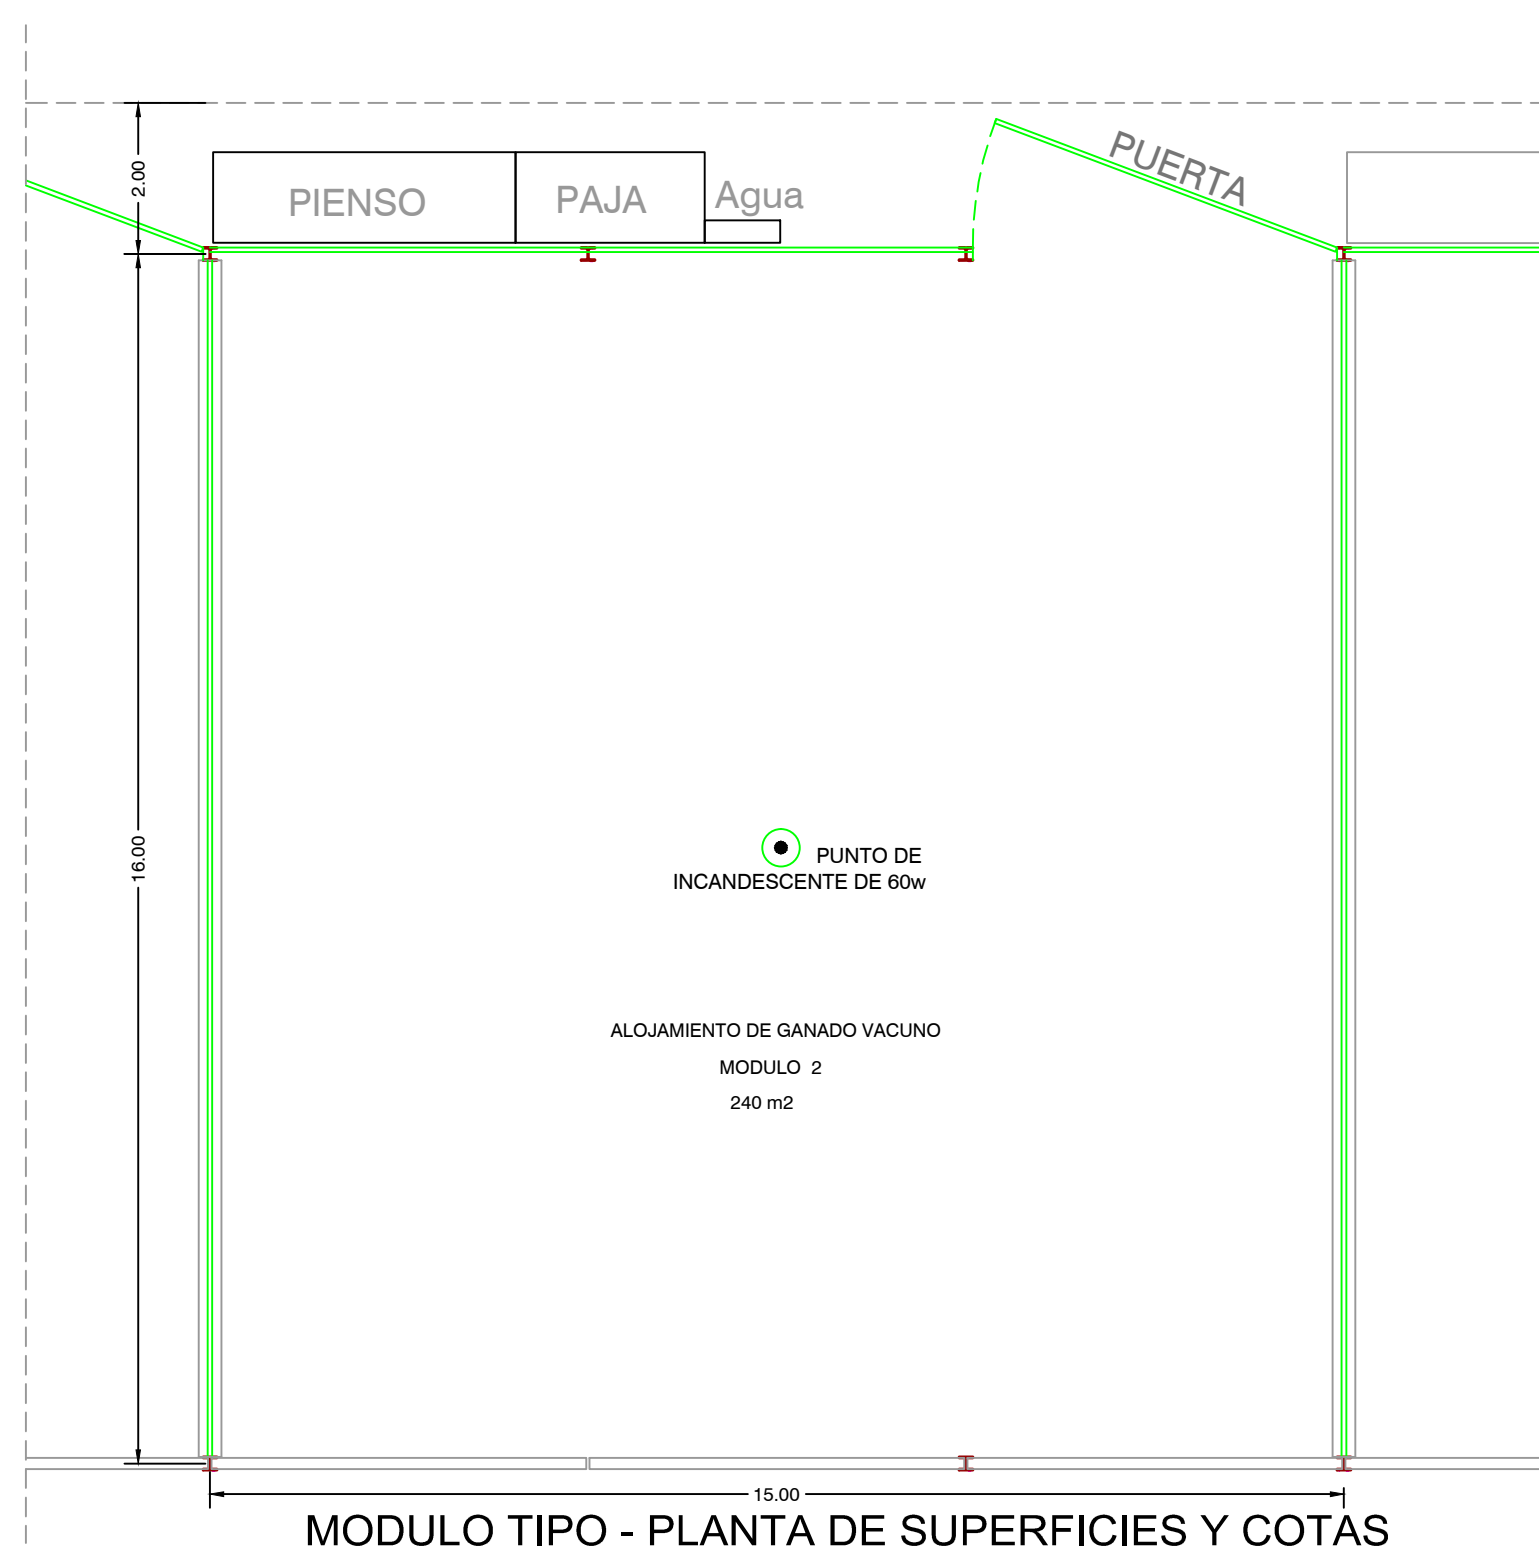 2.00
PIENSO
PAJA
Agua
PUERTA
16.00
PUNTO DE
INCANDESCENTE DE 60w
ALOJAMIENTO DE GANADO VACUNO
MODULO 2
240 m2
15.00
MODULO TIPO - PLANTA DE SUPERFICIES Y COTAS